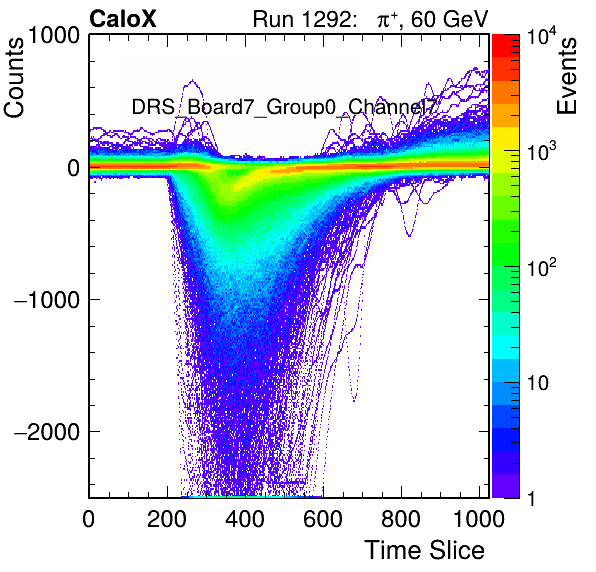 CaloX Run 1292: π⁺, 60 GeV
DRS_Board7_Group0_Channel7
Counts
1000
0
−1000
−2000
0 200 400 600 800 1000
Time Slice
Events
10⁴
10³
10²
10
1